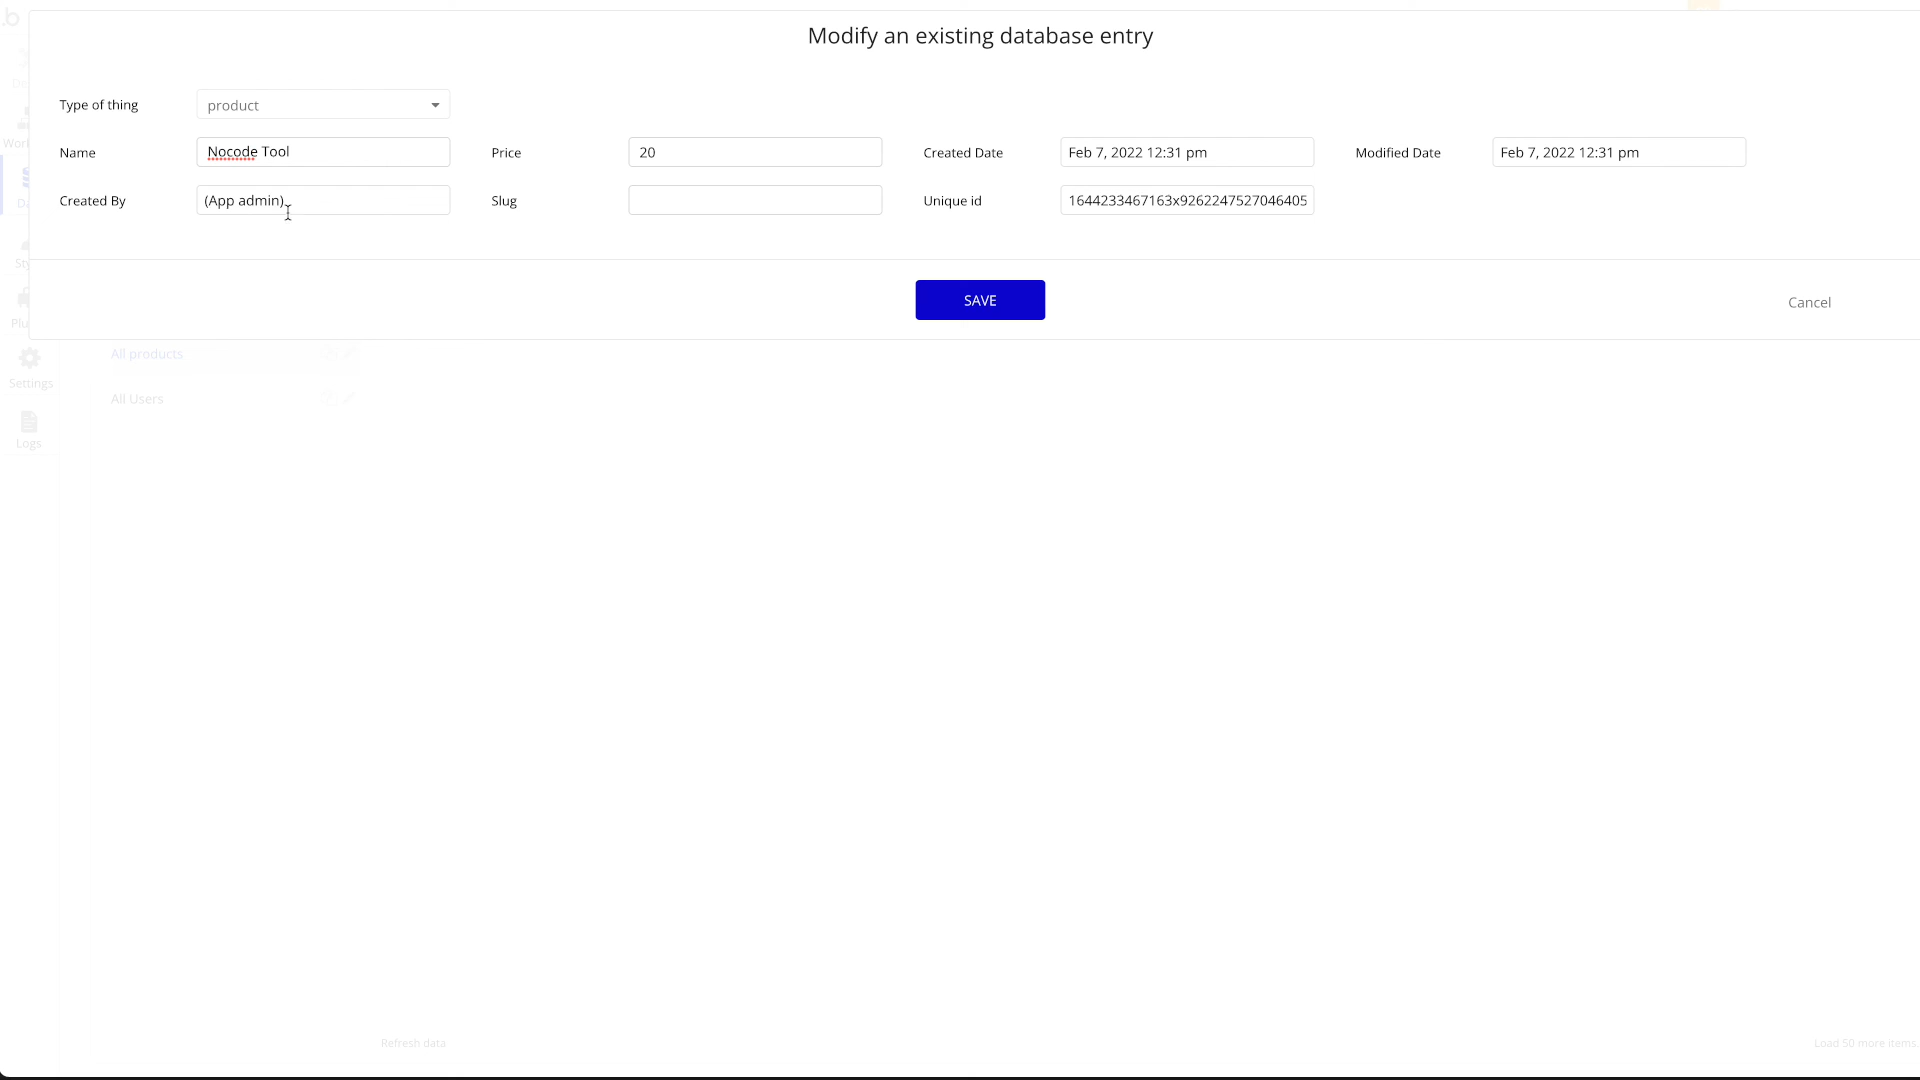 Modify an existing database entry
Type of thing product
Name Nocode Tool Price 20 Created Date Feb 7, 2022 12:31 pm Modified Date Feb 7, 2022 12:31 pm
Created By (App admin) Slug Unique id 1644233467163x9262247527046405
SAVE Cancel
All products
Settings
All Users
Logs
Refresh data Load 50 more items